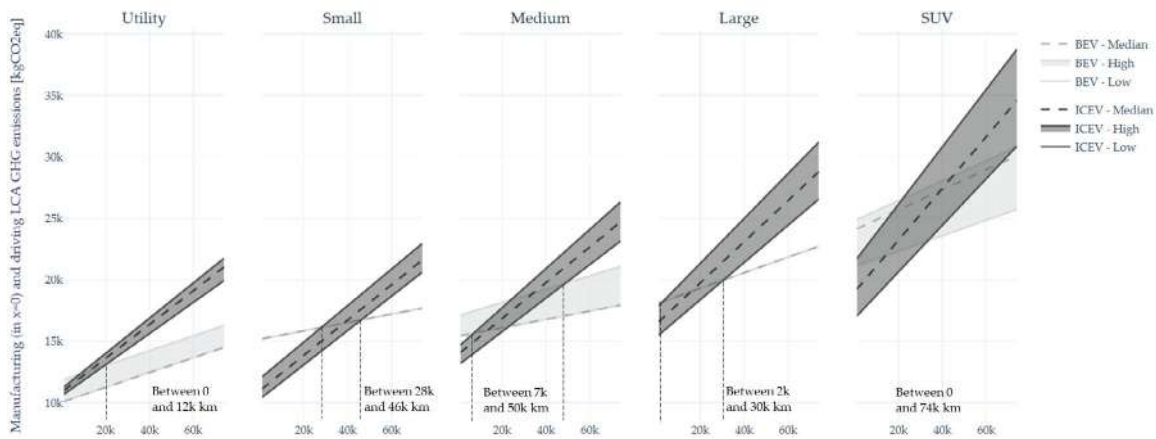 Utility
Small
Medium
Large
SUV
Manufacturing (in x=0) and driving LCA GHG emissions [kgCO2eq]
40k
35k
30k
25k
20k
15k
10k
BEV - Median
BEV - High
BEV - Low
ICEV - Median
ICEV - High
ICEV - Low
Between 0
and 12k km
Between 28k
and 46k km
Between 7k
and 50k km
Between 2k
and 30k km
Between 0
and 74k km
20k 40k 60k
20k 40k 60k
20k 40k 60k
20k 40k 60k
20k 40k 60k